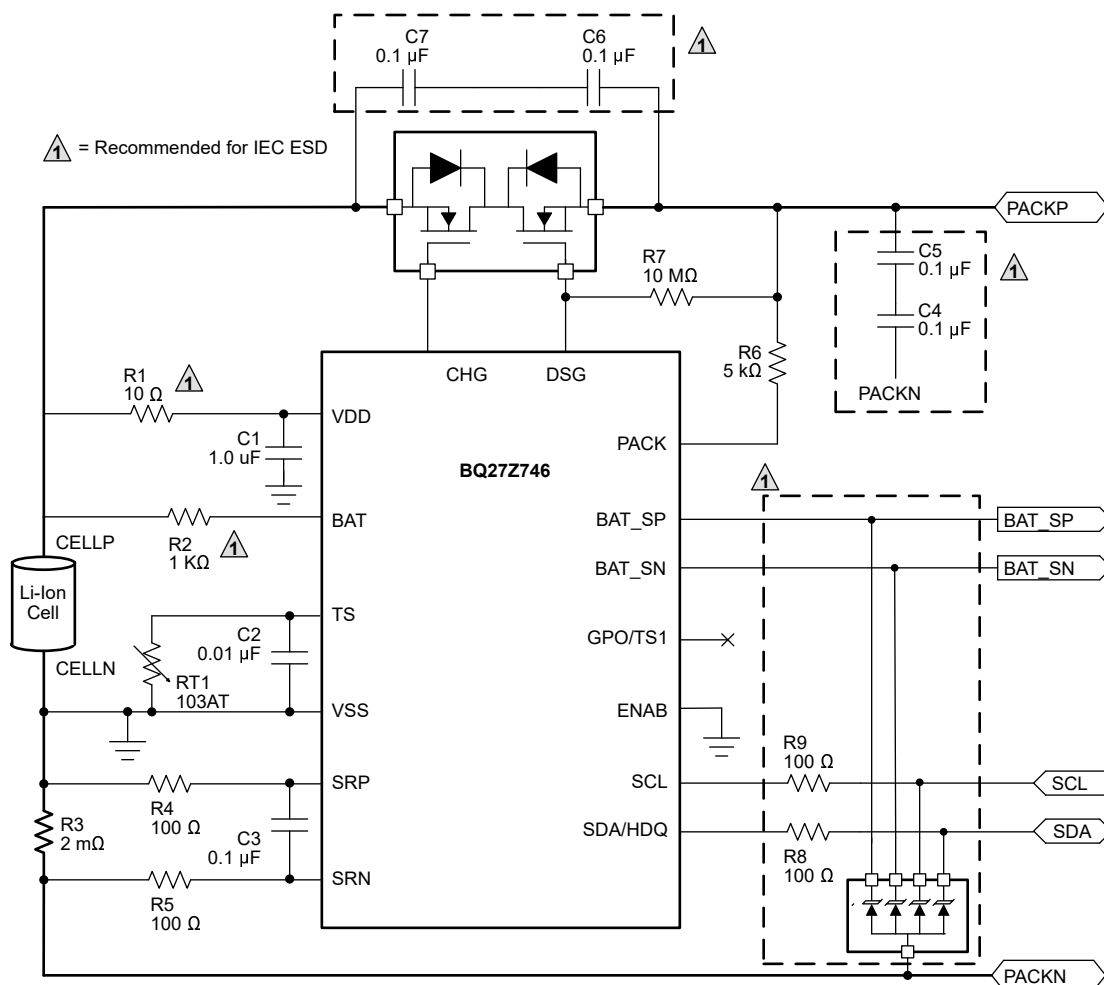 C7
0.1 µF
C6
0.1 µF
1
1 = Recommended for IEC ESD
PACKP
C5
0.1 µF
1
C4
0.1 µF
PACKN
R7
10 MΩ
R6
5 kΩ
R1
10 Ω
1
CHG
DSG
VDD
C1
1.0 uF
PACK
BQ27Z746
1
BAT
R2
1 KΩ
1
BAT_SP
BAT_SP
CELLP
Li-Ion
Cell
CELLN
BAT_SN
BAT_SN
TS
C2
0.01 µF
RT1
103AT
GPO/TS1
VSS
ENAB
R9
100 Ω
SRP
SCL
SCL
R4
100 Ω
R3
2 mΩ
C3
0.1 µF
SDA/HDQ
SDA
R8
100 Ω
SRN
R5
100 Ω
PACKN